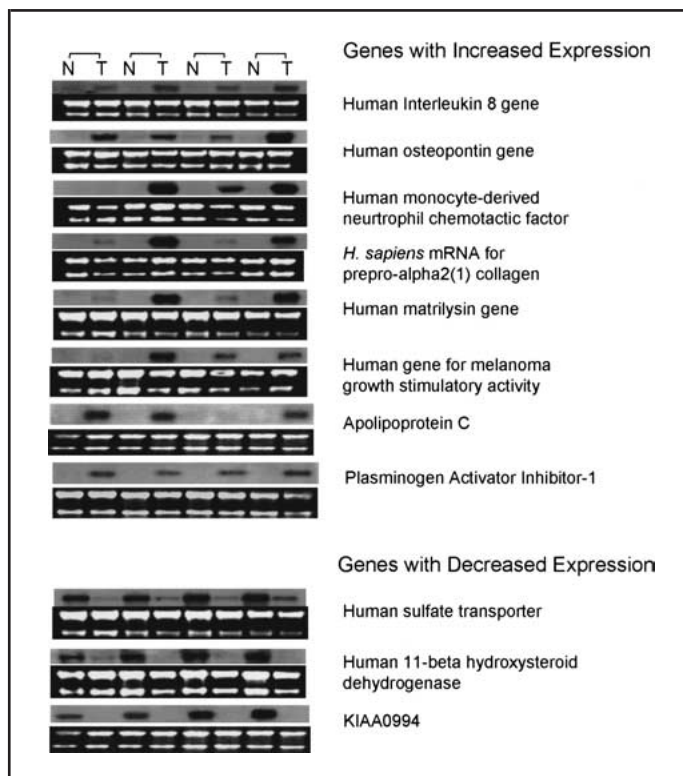 Genes with Increased Expression
N T N T N T N T
Human Interleukin 8 gene
Human osteopontin gene
Human monocyte-derived
neurtrophil chemotactic factor
H. sapiens mRNA for
prepro-alpha2(1) collagen
Human matrilysin gene
Human gene for melanoma
growth stimulatory activity
Apolipoprotein C
Plasminogen Activator Inhibitor-1
Genes with Decreased Expression
Human sulfate transporter
Human 11-beta hydroxysteroid
dehydrogenase
KIAA0994